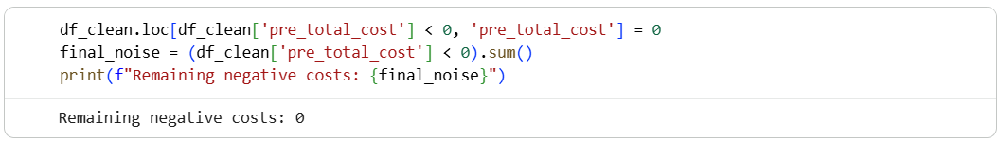 df_clean.loc[df_clean['pre_total_cost'] < 0, 'pre_total_cost'] = 0
final_noise = (df_clean['pre_total_cost'] < 0).sum()
print(f"Remaining negative costs: {final_noise}")
Remaining negative costs: 0